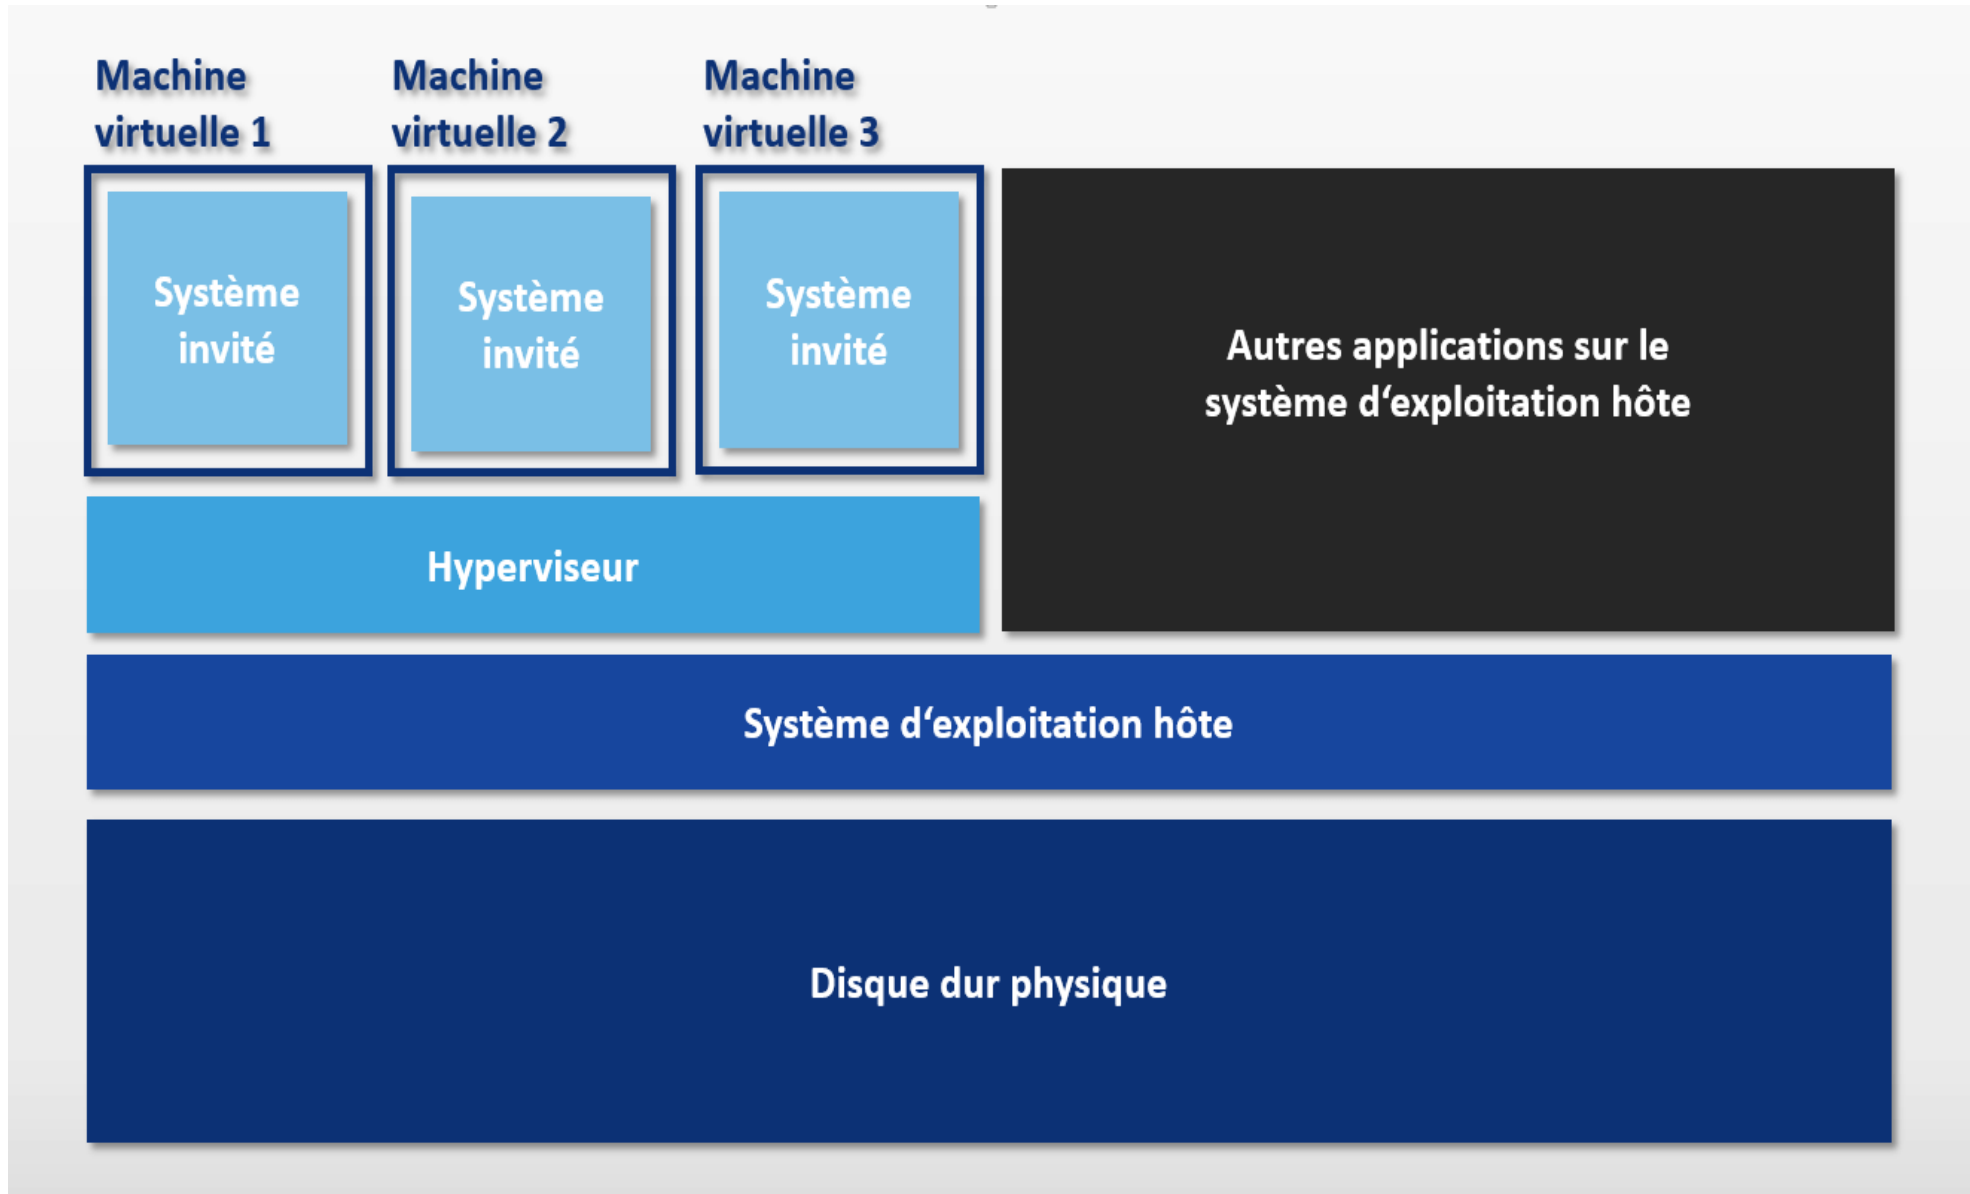 Machine
virtuelle 1
Machine
virtuelle 2
Machine
virtuelle 3
Système
invité
Système
invité
Système
invité
Autres applications sur le
système d‘exploitation hôte
Hyperviseur
Système d‘exploitation hôte
Disque dur physique